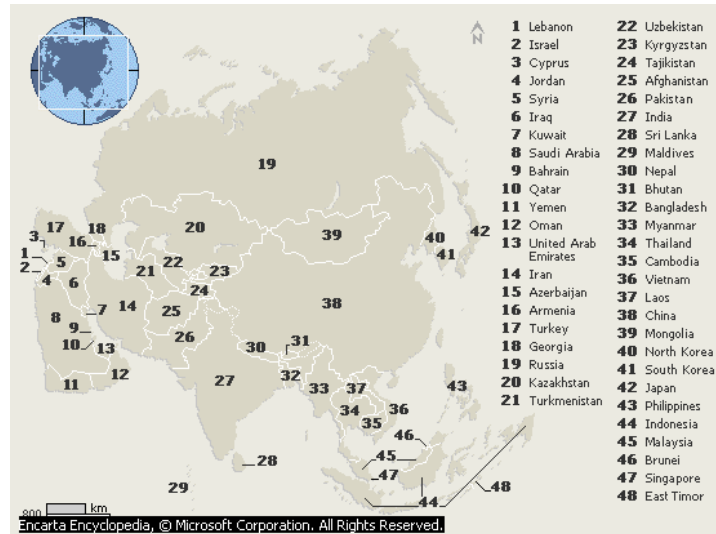 N
1 Lebanon
2 Israel
3 Cyprus
4 Jordan
5 Syria
6 Iraq
7 Kuwait
8 Saudi Arabia
9 Bahrain
10 Qatar
11 Yemen
12 Oman
13 United Arab
Emirates
14 Iran
15 Azerbaijan
16 Armenia
17 Turkey
18 Georgia
19 Russia
20 Kazakhstan
21 Turkmenistan
22 Uzbekistan
23 Kyrgyzstan
24 Tajikistan
25 Afghanistan
26 Pakistan
27 India
28 Sri Lanka
29 Maldives
30 Nepal
31 Bhutan
32 Bangladesh
33 Myanmar
34 Thailand
35 Cambodia
36 Vietnam
37 Laos
38 China
39 Mongolia
40 North Korea
41 South Korea
42 Japan
43 Philippines
44 Indonesia
45 Malaysia
46 Brunei
47 Singapore
48 East Timor
19
17
18
20
42
3
16
39
40
15
41
1
5
22
2
21
23
4
6
24
38
8
7
14
25
9
26
10
13
30
31
11
12
27
32
33
37
43
34
36
35
46
28
45
47
29
44
48
800 km
Encarta Encyclopedia, © Microsoft Corporation. All Rights Reserved.